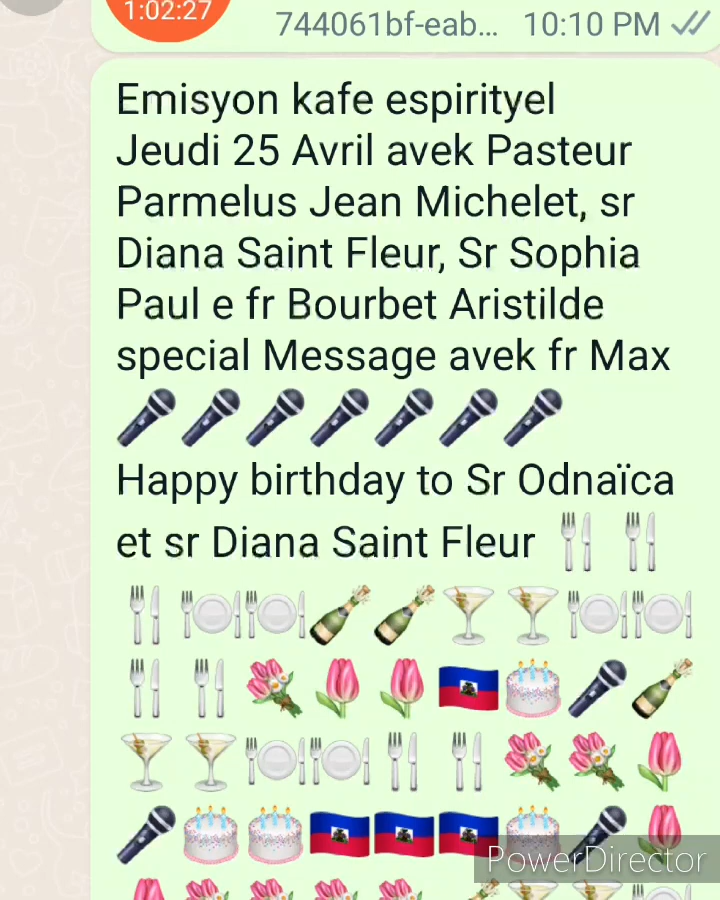 1:02:27
744061bf-eab... 10:10 PM
Emisyon kafe espirityel
Jeudi 25 Avril avek Pasteur
Parmelus Jean Michelet, sr
Diana Saint Fleur, Sr Sophia
Paul e fr Bourbet Aristilde
special Message avek fr Max
Happy birthday to Sr Odnaïca
et sr Diana Saint Fleur
PowerDirector